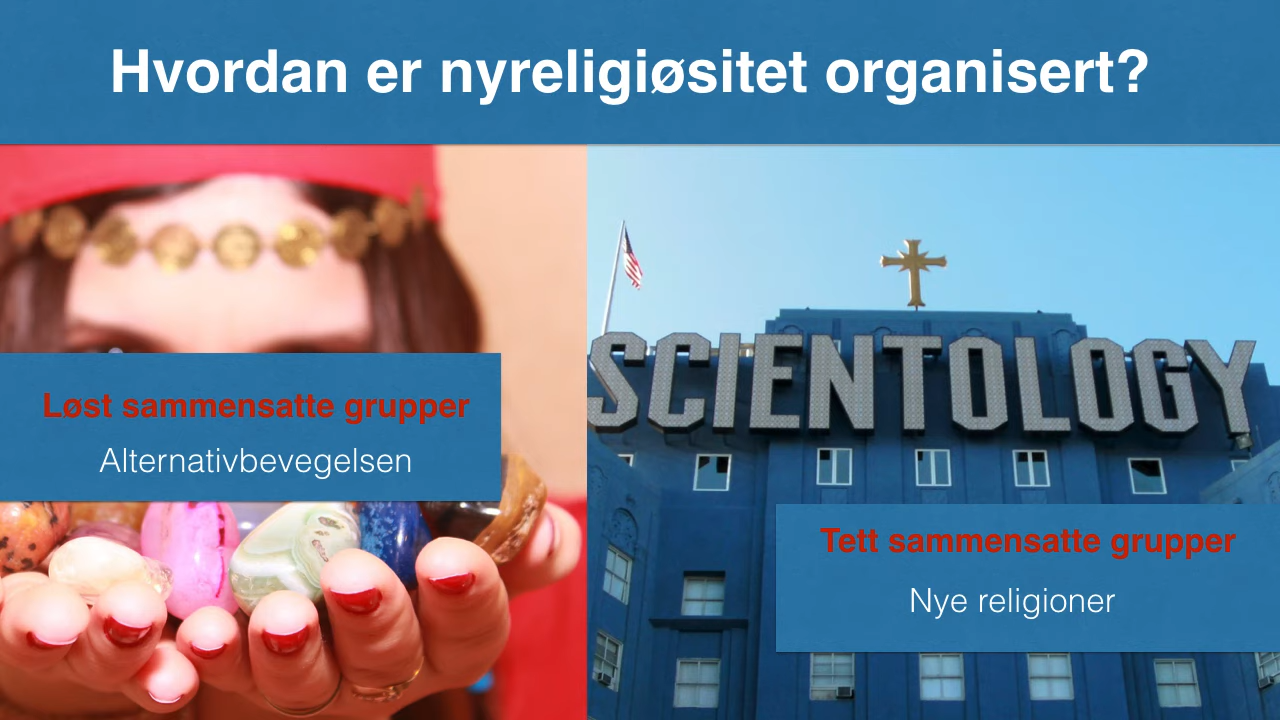 Hvordan er nyreligiøsitet organisert?
Løst sammensatte grupper
Alternativbevegelsen
SCIENTOLOGY
Tett sammensatte grupper
Nye religioner